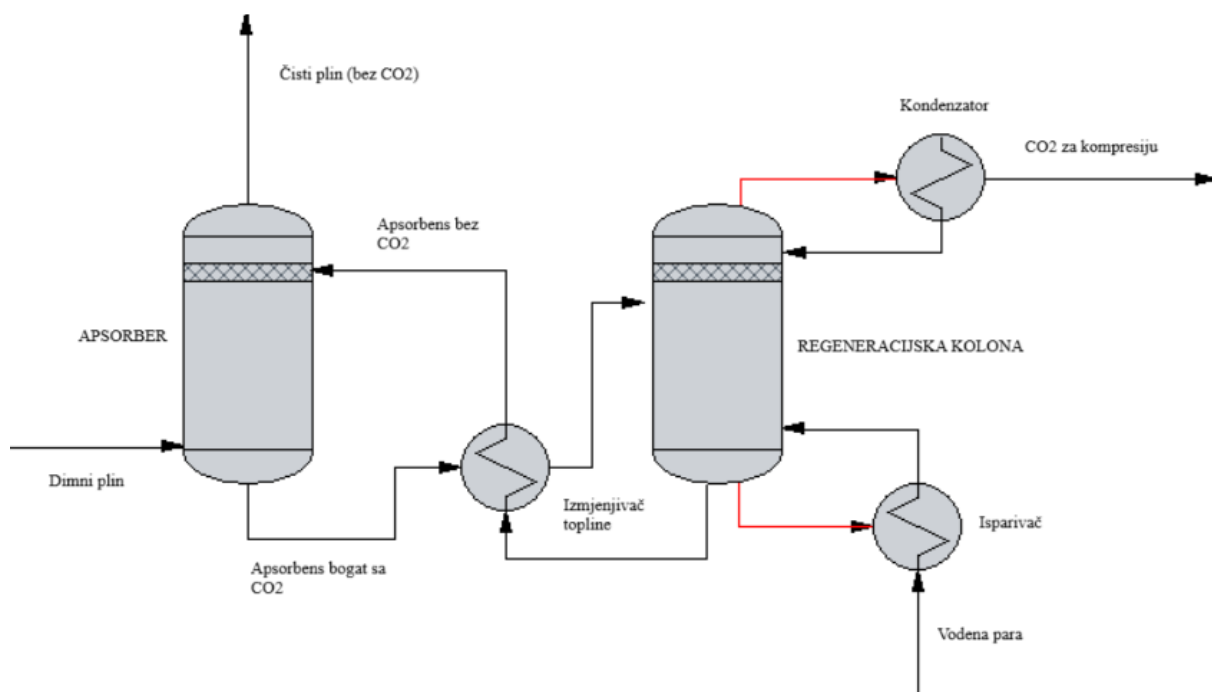 Čisti plin (bez CO2)
Kondenzator
CO2 za kompresiju
Apsorbens bez
CO2
APSORBER
REGENERACIJSKA KOLONA
Dimni plin
Izmjenjivač
topline
Isparivač
Apsorbens bogat sa
CO2
Vodena para